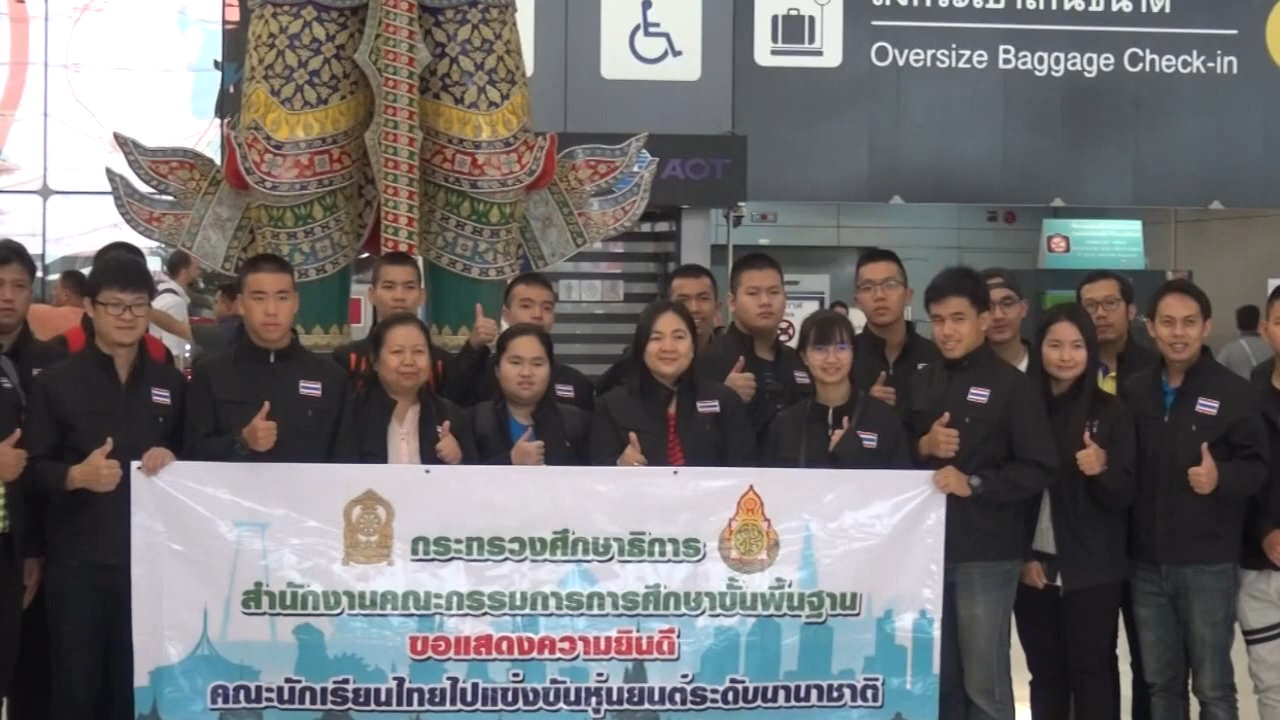 Oversize Baggage Check-in
AOT
กระทรวงศึกษาธิการ
สำนักงานคณะกรรมการการศึกษาขั้นพื้นฐาน
ขอแสดงความยินดี
คณะนักเรียนไทยไปแข่งขันหุ่นยนต์ระดับนานาชาติ